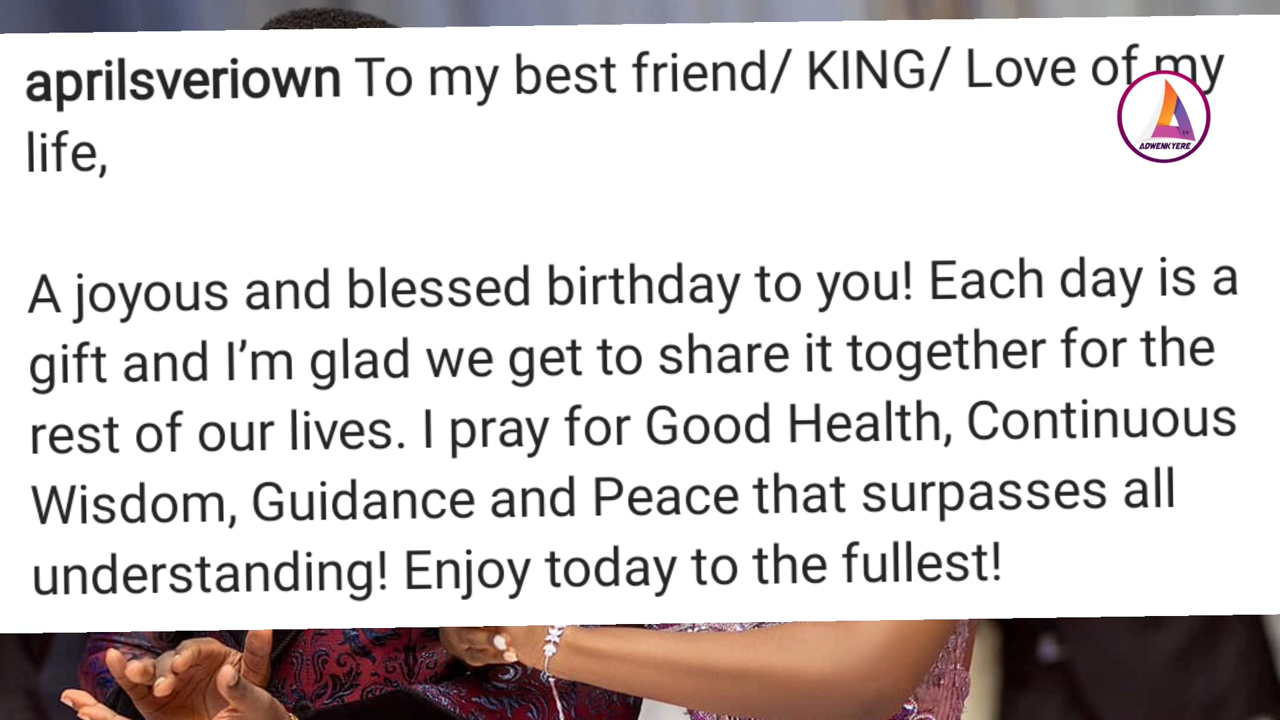 aprilsveriown To my best friend/ KING/ Love of my
life,
A joyous and blessed birthday to you! Each day is a
gift and I’m glad we get to share it together for the
rest of our lives. I pray for Good Health, Continuous
Wisdom, Guidance and Peace that surpasses all
understanding! Enjoy today to the fullest!
TV
ADWENKYERE